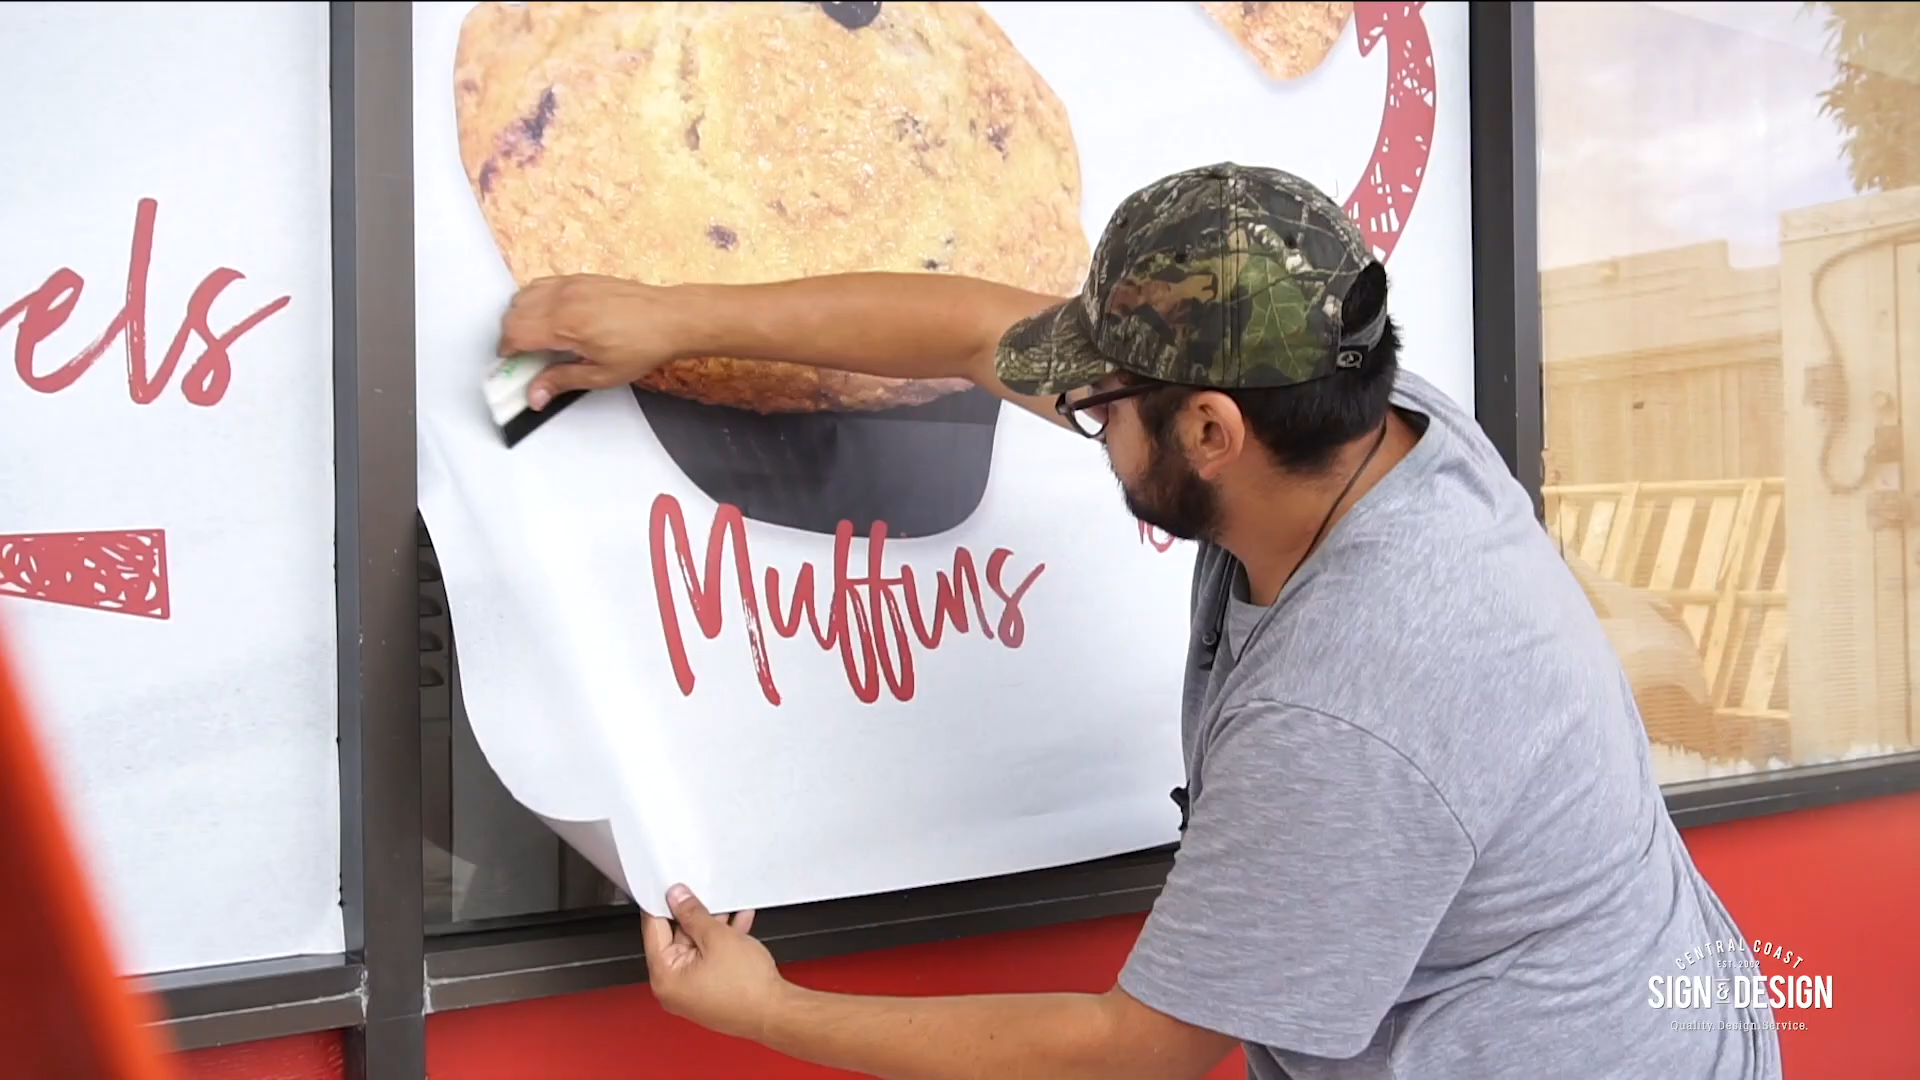 els
Muffins
CENTRAL COAST
EST. 2002
SIGN & DESIGN
Quality. Design. Service.